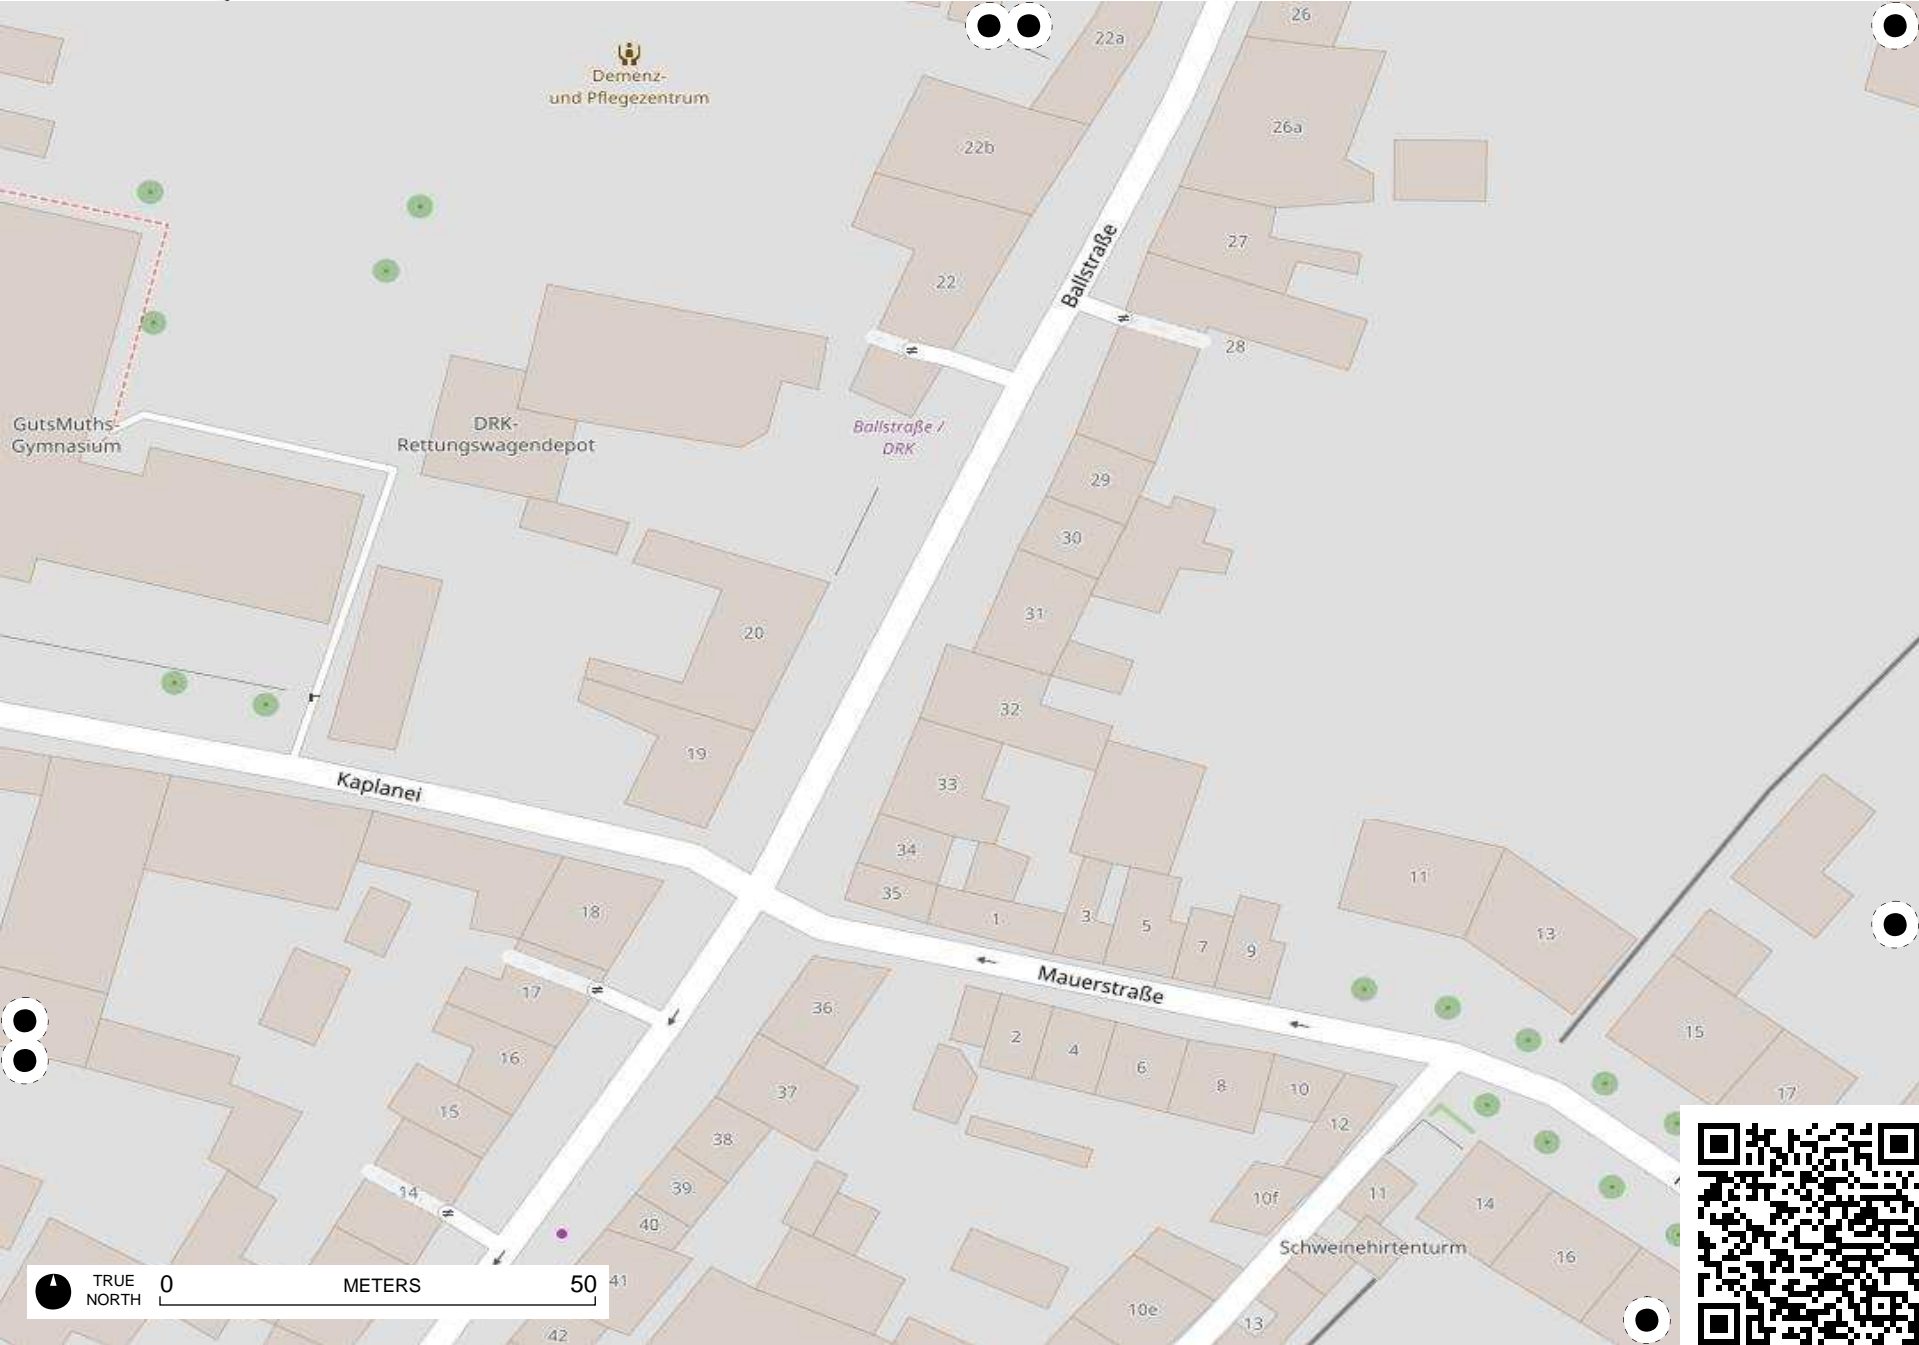 26
22a
Demenz-
und Pflegezentrum
26a
22b
27
Ballstraße
22
28
GutsMuths-
Gymnasium
DRK-
Rettungswagendepot
Ballstraße /
DRK
29
30
31
20
32
19
33
Kaplanei
34
35
1
3
5
7
9
11
13
18
17
Mauerstraße
36
2
4
6
8
10
12
15
17
16
37
15
38
39
14
40
10f
11
14
16
Schweinehirtenturm
41
42
10e
13
TRUE
NORTH
0 METERS 50